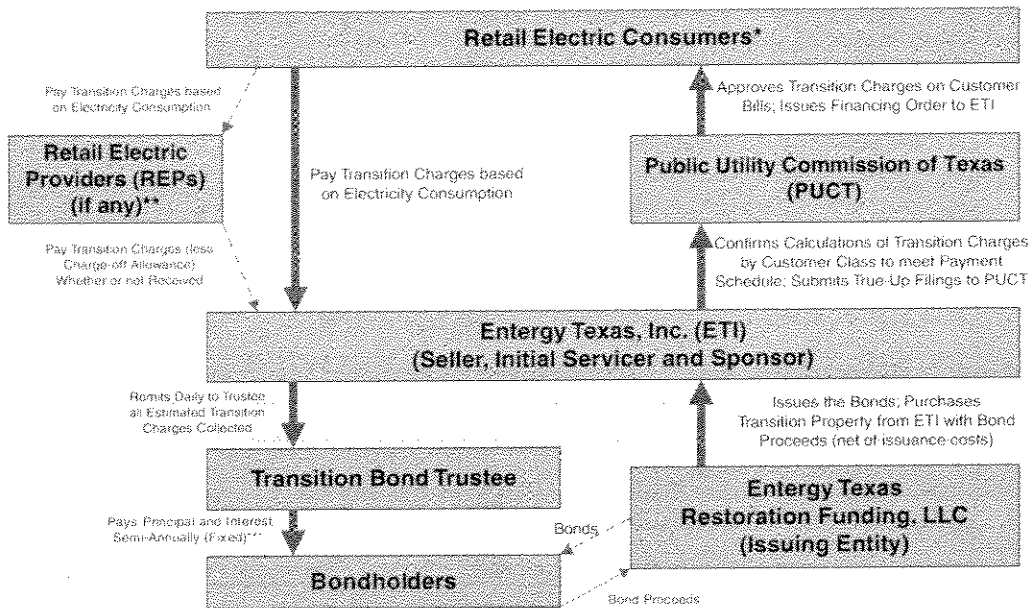 Retail Electric Consumers*
Pay Transition Charges based
on Electricity Consumption
Approves Transition Charges on Customer
Bills; Issues Financing Order to ETI
Retail Electric
Providers (REPs)
(if any)**
Pay Transition Charges based
on Electricity Consumption
Public Utility Commission of Texas
(PUCT)
Pay Transition Charges (less
Charge-off Allowance)
Whether or not Received
Confirms Calculations of Transition Charges
by Customer Class to meet Payment
Schedule; Submits True-Up Filings to PUCT
Entergy Texas, Inc. (ETI)
(Seller, Initial Servicer and Sponsor)
Remits Daily to Trustee
all Estimated Transition
Charges Collected
Issues the Bonds; Purchases
Transition Property from ETI with Bond
Proceeds (net of issuance costs)
Transition Bond Trustee
Entergy Texas
Restoration Funding, LLC
(Issuing Entity)
Pays Principal and Interest
Semi-Annually (Fixed)***
Bonds
Bondholders
Bond Proceeds